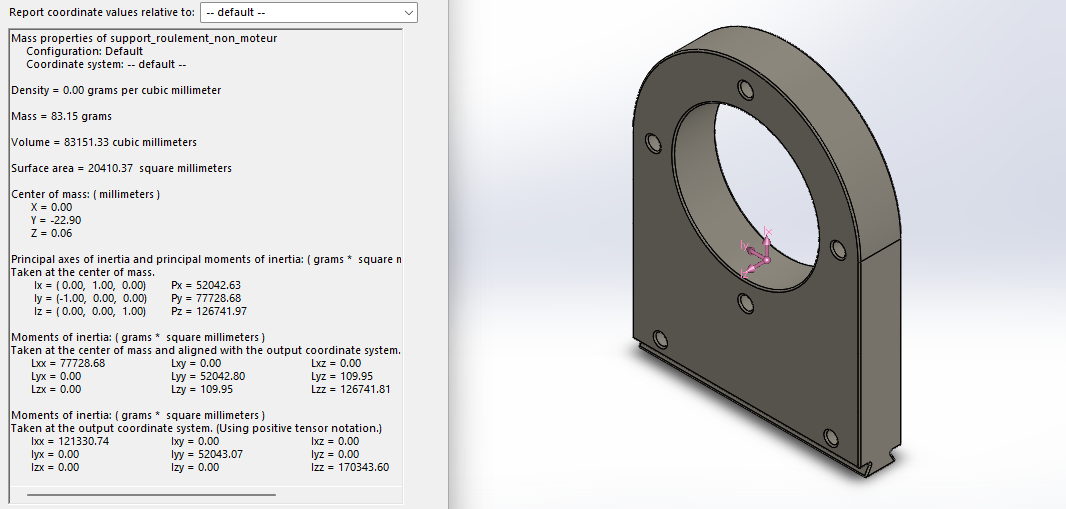 Report coordinate values relative to: -- default --
Mass properties of support_roulement_non_moteur
Configuration: Default
Coordinate system: -- default --
Density = 0.00 grams per cubic millimeter
Mass = 83.15 grams
Volume = 83151.33 cubic millimeters
Surface area = 20410.37 square millimeters
Center of mass: ( millimeters )
X = 0.00
Y = -22.90
Z = 0.06
Principal axes of inertia and principal moments of inertia: ( grams * square n
Taken at the center of mass.
Ix = ( 0.00, 1.00, 0.00) Px = 52042.63
Iy = (-1.00, 0.00, 0.00) Py = 77728.68
Iz = ( 0.00, 0.00, 1.00) Pz = 126741.97
Moments of inertia: ( grams * square millimeters )
Taken at the center of mass and aligned with the output coordinate system.
Lxx = 77728.68 Lxy = 0.00 Lxz = 0.00
Lyx = 0.00 Lyy = 52042.80 Lyz = 109.95
Lzx = 0.00 Lzy = 109.95 Lzz = 126741.81
Moments of inertia: ( grams * square millimeters )
Taken at the output coordinate system. (Using positive tensor notation.)
Ixx = 121330.74 Ixy = 0.00 Ixz = 0.00
Iyx = 0.00 Iyy = 52043.07 Iyz = 0.00
Izx = 0.00 Izy = 0.00 Izz = 170343.60
Ix
Iy